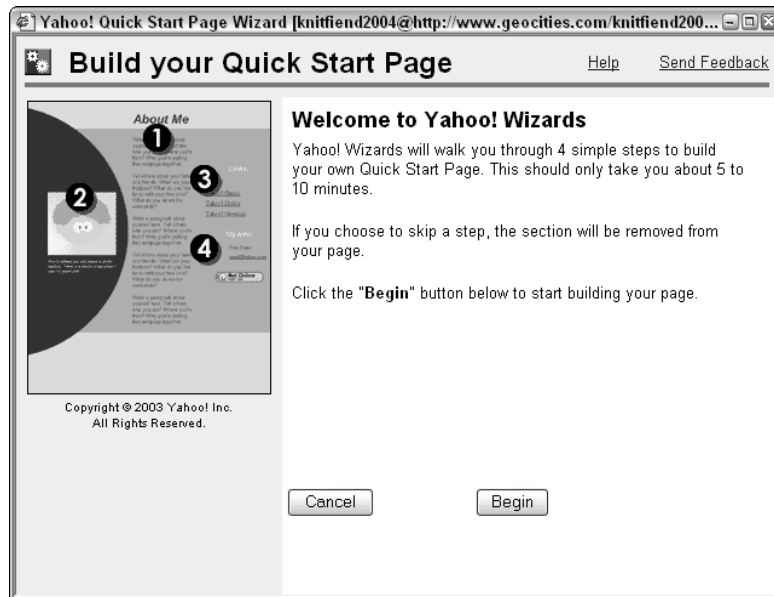 Yahoo! Quick Start Page Wizard [knitfiend2004@http://www.geocities.com/knitfiend200...
Build your Quick Start Page
Help
Send Feedback
About Me
1
2
3
4
Copyright © 2003 Yahoo! Inc.
All Rights Reserved.
Welcome to Yahoo! Wizards
Yahoo! Wizards will walk you through 4 simple steps to build
your own Quick Start Page. This should only take you about 5 to
10 minutes.
If you choose to skip a step, the section will be removed from
your page.
Click the "Begin" button below to start building your page.
Cancel
Begin